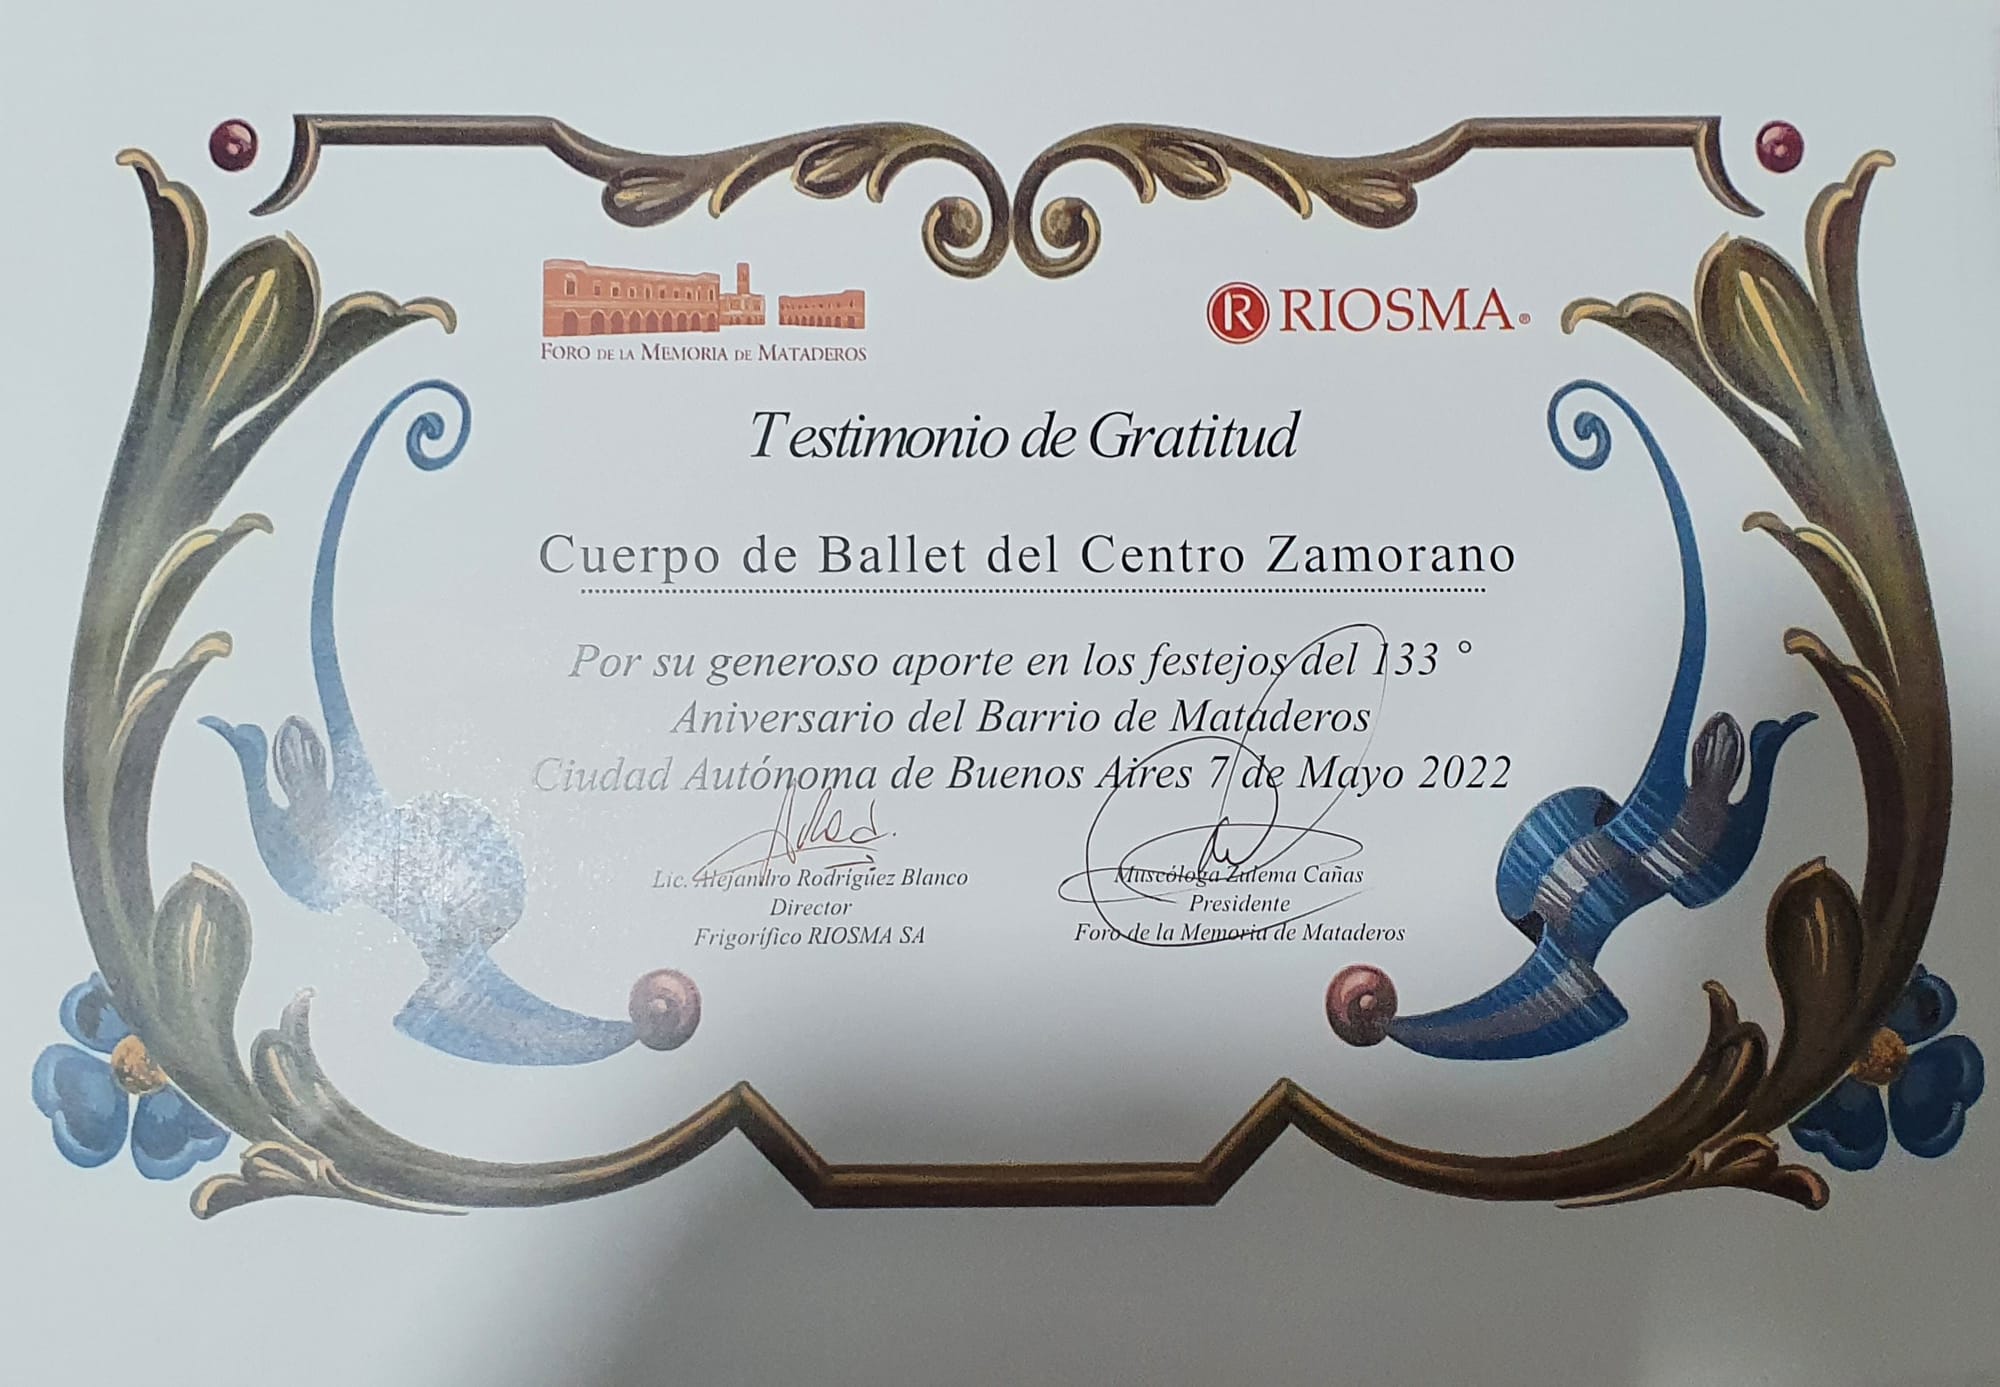 FORO DE LA MEMORIA DE MATADEROS
R RIOSMA®
Testimonio de Gratitud
Cuerpo de Ballet del Centro Zamorano
Por su generoso aporte en los festejos del 133 °
Aniversario del Barrio de Mataderos
Ciudad Autónoma de Buenos Aires 7 de Mayo 2022
Lic. Alejandro Rodríguez Blanco
Director
Frigorífico RIOSMA SA
Museóloga Zulema Cañas
Presidente
Foro de la Memoria de Mataderos